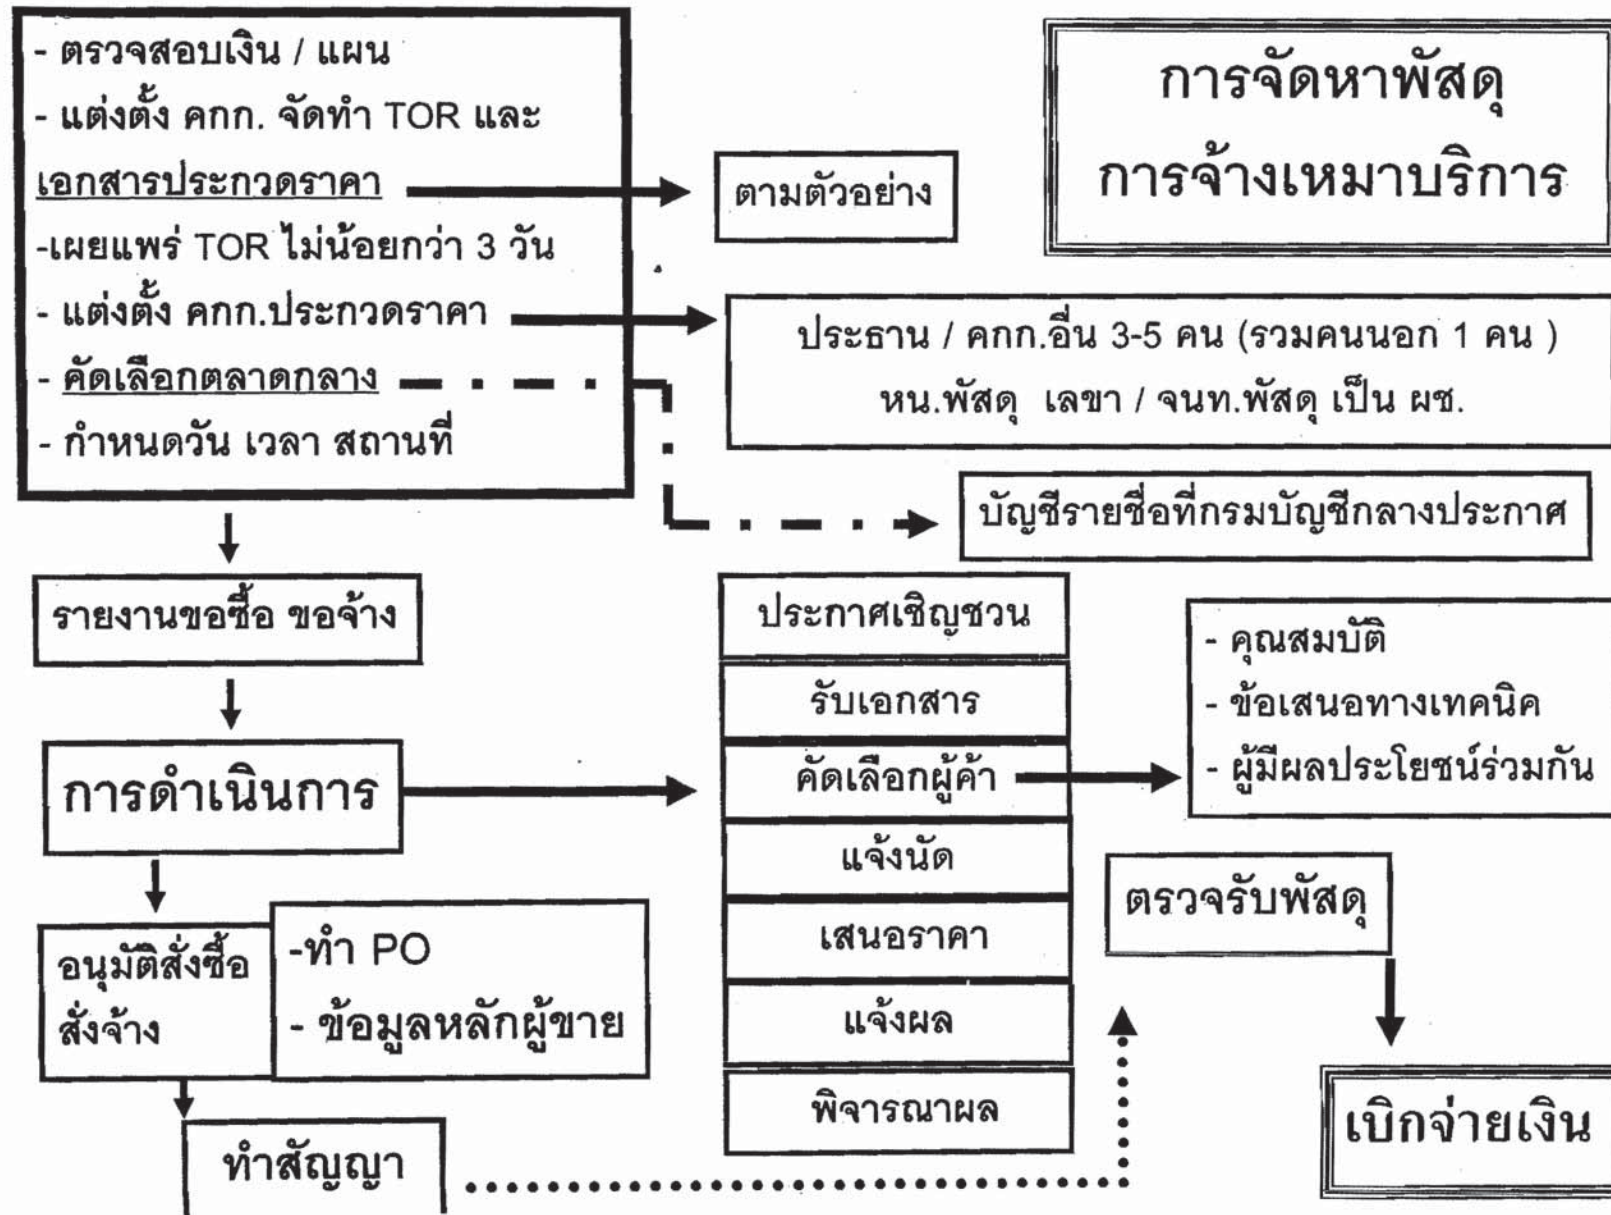 การจัดหาพัสดุ
การจ้างเหมาบริการ
- ตรวจสอบเงิน / แผน
- แต่งตั้ง คกก. จัดทำ TOR และ
เอกสารประกวดราคา
-เผยแพร่ TOR ไม่น้อยกว่า 3 วัน
- แต่งตั้ง คกก.ประกวดราคา
- คัดเลือกตลาดกลาง
- กำหนดวัน เวลา สถานที่
ตามตัวอย่าง
ประธาน / คกก.อื่น 3-5 คน (รวมคนนอก 1 คน )
หน.พัสดุ เลขา / จนท.พัสดุ เป็น ผช.
บัญชีรายชื่อที่กรมบัญชีกลางประกาศ
รายงานขอซื้อ ขอจ้าง
การดำเนินการ
ประกาศเชิญชวน
รับเอกสาร
คัดเลือกผู้ค้า
แจ้งนัด
เสนอราคา
แจ้งผล
พิจารณาผล
- คุณสมบัติ
- ข้อเสนอทางเทคนิค
- ผู้มีผลประโยชน์ร่วมกัน
อนุมัติสั่งซื้อ
สั่งจ้าง
-ทำ PO
- ข้อมูลหลักผู้ขาย
ทำสัญญา
ตรวจรับพัสดุ
เบิกจ่ายเงิน